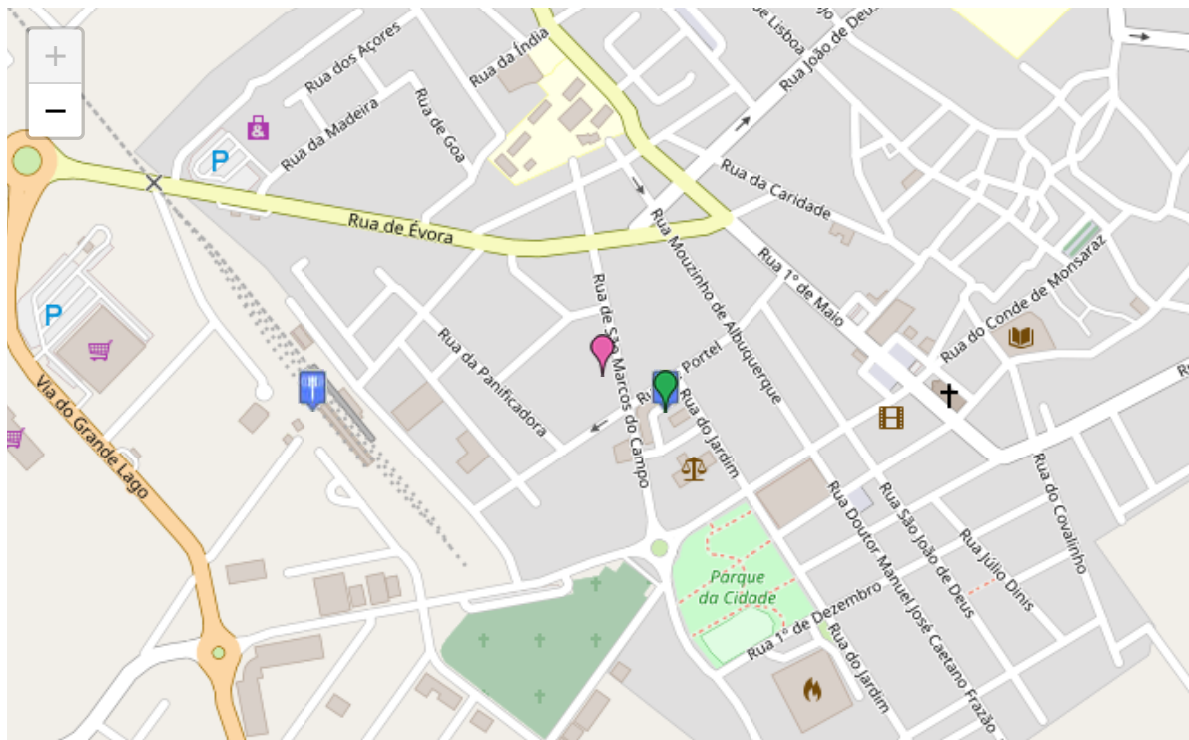 +
−
Rua dos Açores
Rua da Índia
de Lisboa
Rua João de Deus
Rua da Madeira
Rua de Goa
P
&
Rua da Caridade
Rua de Évora
Rua Mouzinho de Albuquerque
Rua 1° de Maio
Rua do Conde de Monsaraz
P
Rua de São Marcos do Campo
Rua da Panificadora
Portel
Rua do Jardim
Via do Grande Lago
Rua Doutor Manuel José Caetano Frazão
Rua São João de Deus
Rua Júlio Dinis
Rua do Covalinho
Parque
da Cidade
Rua 1° de Dezembro
Rua do Jardim